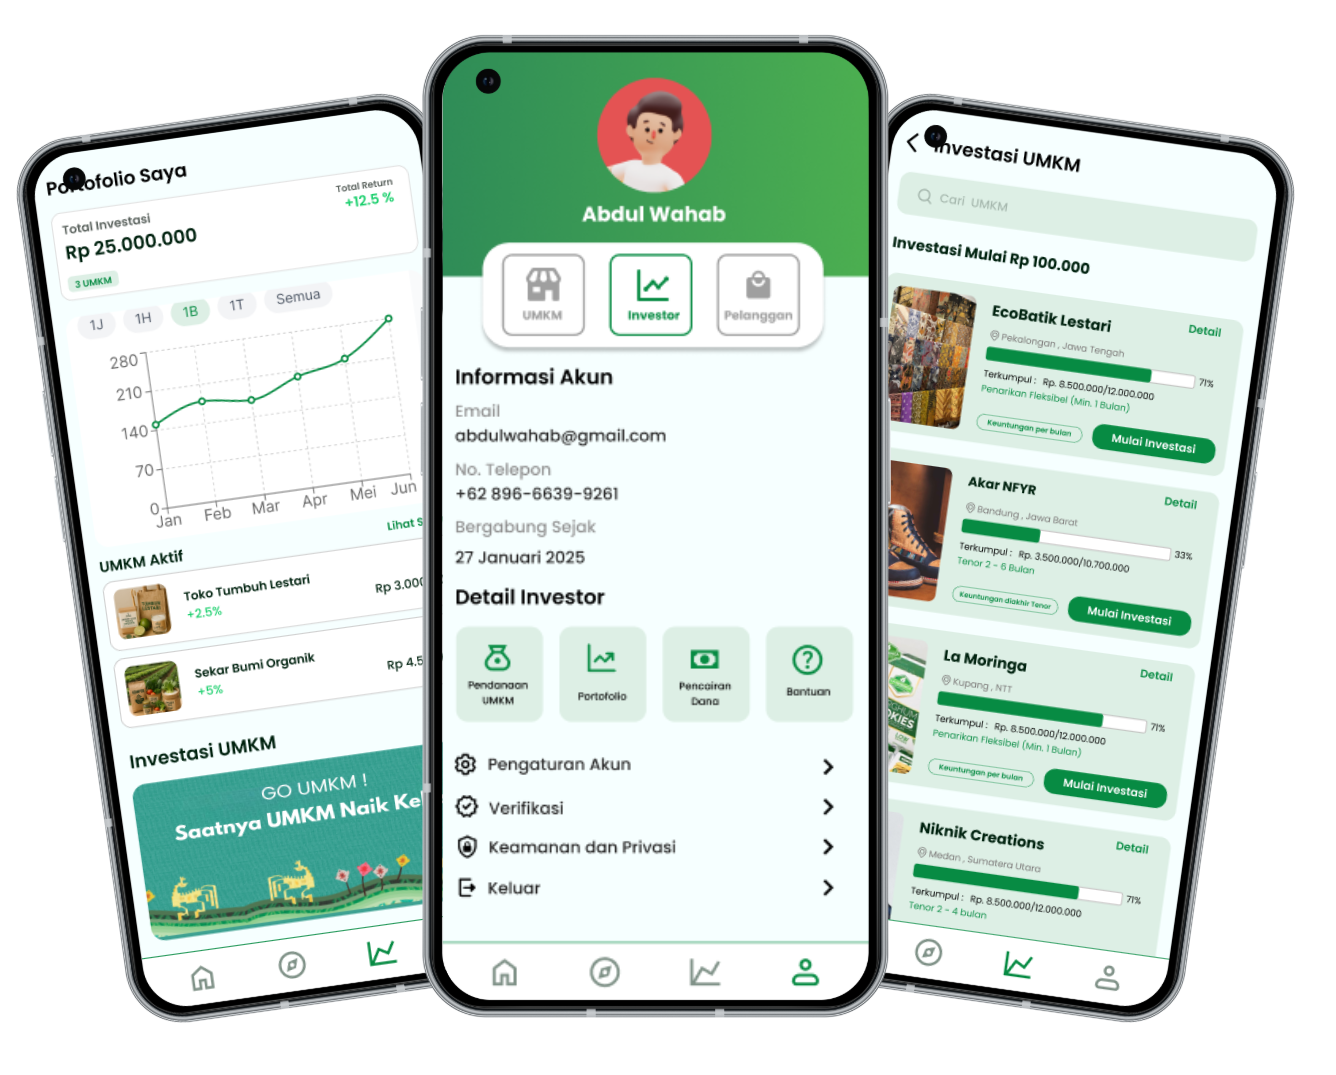 Portofolio Saya
Total Investasi
Rp 25.000.000
Total Return
+12.5 %
3 UMKM
1J
1H
1B
1T
Semua
280
210
140
70
0
Jan
Feb
Mar
Apr
Mei
Jun
Lihat S
UMKM Aktif
Toko Tumbuh Lestari
+2.5%
Rp 3.000
Sekar Bumi Organik
+5%
Rp 4.5
Investasi UMKM
GO UMKM !
Saatnya UMKM Naik Kel
Abdul Wahab
UMKM
Investor
Pelanggan
Informasi Akun
Email
abdulwahab@gmail.com
No. Telepon
+62 896-6639-9261
Bergabung Sejak
27 Januari 2025
Detail Investor
Pendanaan
UMKM
Portofolio
Pencairan
Dana
Bantuan
Pengaturan Akun
Verifikasi
Keamanan dan Privasi
Keluar
Investasi UMKM
Cari UMKM
Investasi Mulai Rp 100.000
EcoBatik Lestari
Detail
Pekalongan , Jawa Tengah
71%
Terkumpul : Rp. 8.500.000/12.000.000
Penarikan Fleksibel (Min. 1 Bulan)
Keuntungan per bulan
Mulai Investasi
Akar NFYR
Detail
Bandung , Jawa Barat
33%
Terkumpul : Rp. 3.500.000/10.700.000
Tenor 2 - 6 Bulan
Keuntungan diakhir Tenor
Mulai Investasi
La Moringa
Detail
Kupang , NTT
71%
Terkumpul : Rp. 8.500.000/12.000.000
Penarikan Fleksibel (Min. 1 Bulan)
Keuntungan per bulan
Mulai Investasi
Niknik Creations
Detail
Medan , Sumatera Utara
71%
Terkumpul : Rp. 8.500.000/12.000.000
Tenor 2 - 4 bulan